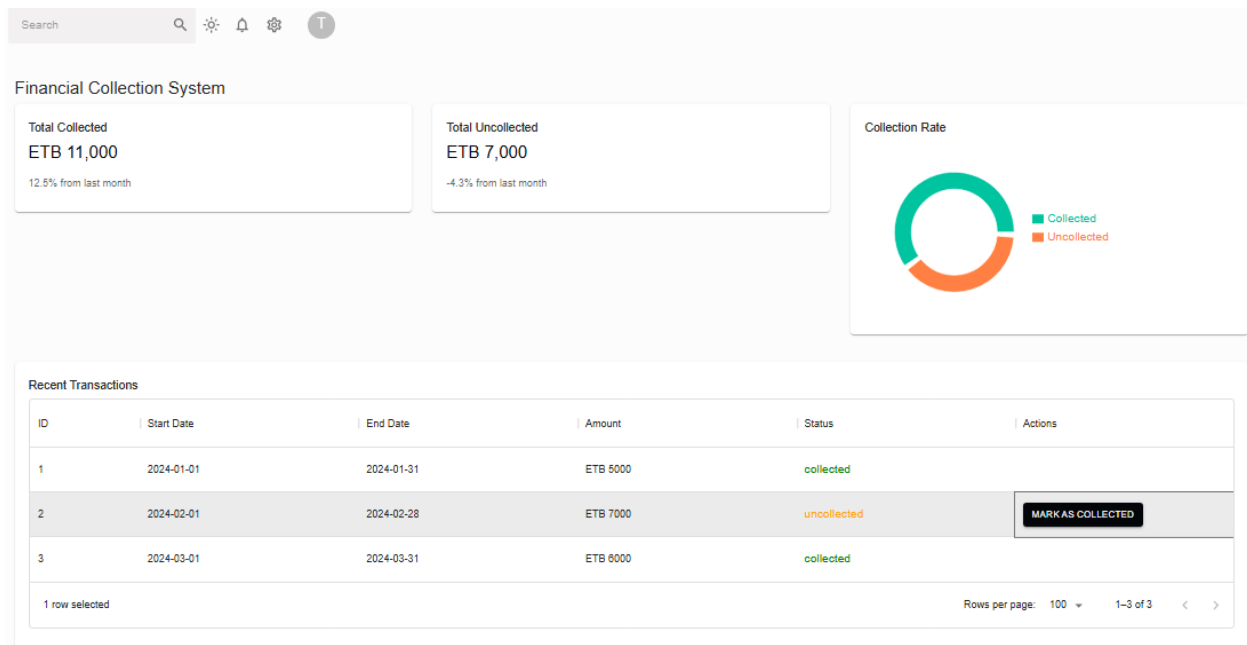 Search
T
Financial Collection System
Total Collected
ETB 11,000
12.5% from last month
Total Uncollected
ETB 7,000
-4.3% from last month
Collection Rate
Collected
Uncollected
Recent Transactions
ID Start Date End Date Amount Status Actions
1 2024-01-01 2024-01-31 ETB 5000 collected
2 2024-02-01 2024-02-28 ETB 7000 uncollected MARK AS COLLECTED
3 2024-03-01 2024-03-31 ETB 6000 collected
1 row selected Rows per page: 100 1–3 of 3